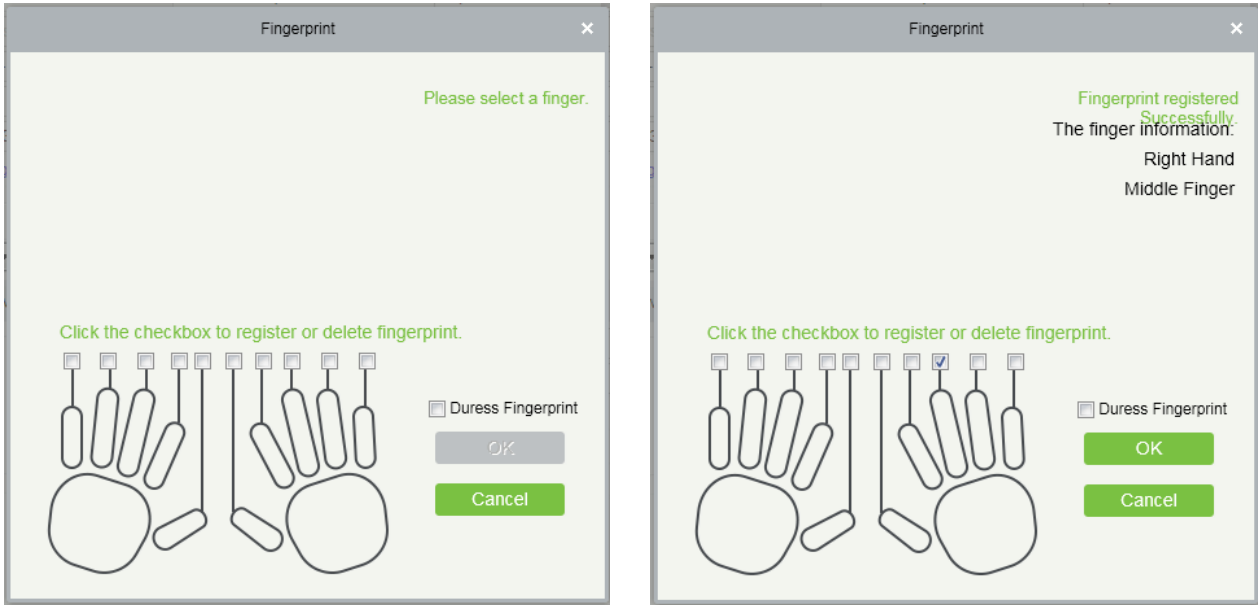 Fingerprint
Please select a finger.
Click the checkbox to register or delete fingerprint.
Duress Fingerprint
OK
Cancel
Fingerprint
Fingerprint registered
Successfully.
The finger information:
Right Hand
Middle Finger
Click the checkbox to register or delete fingerprint.
Duress Fingerprint
OK
Cancel